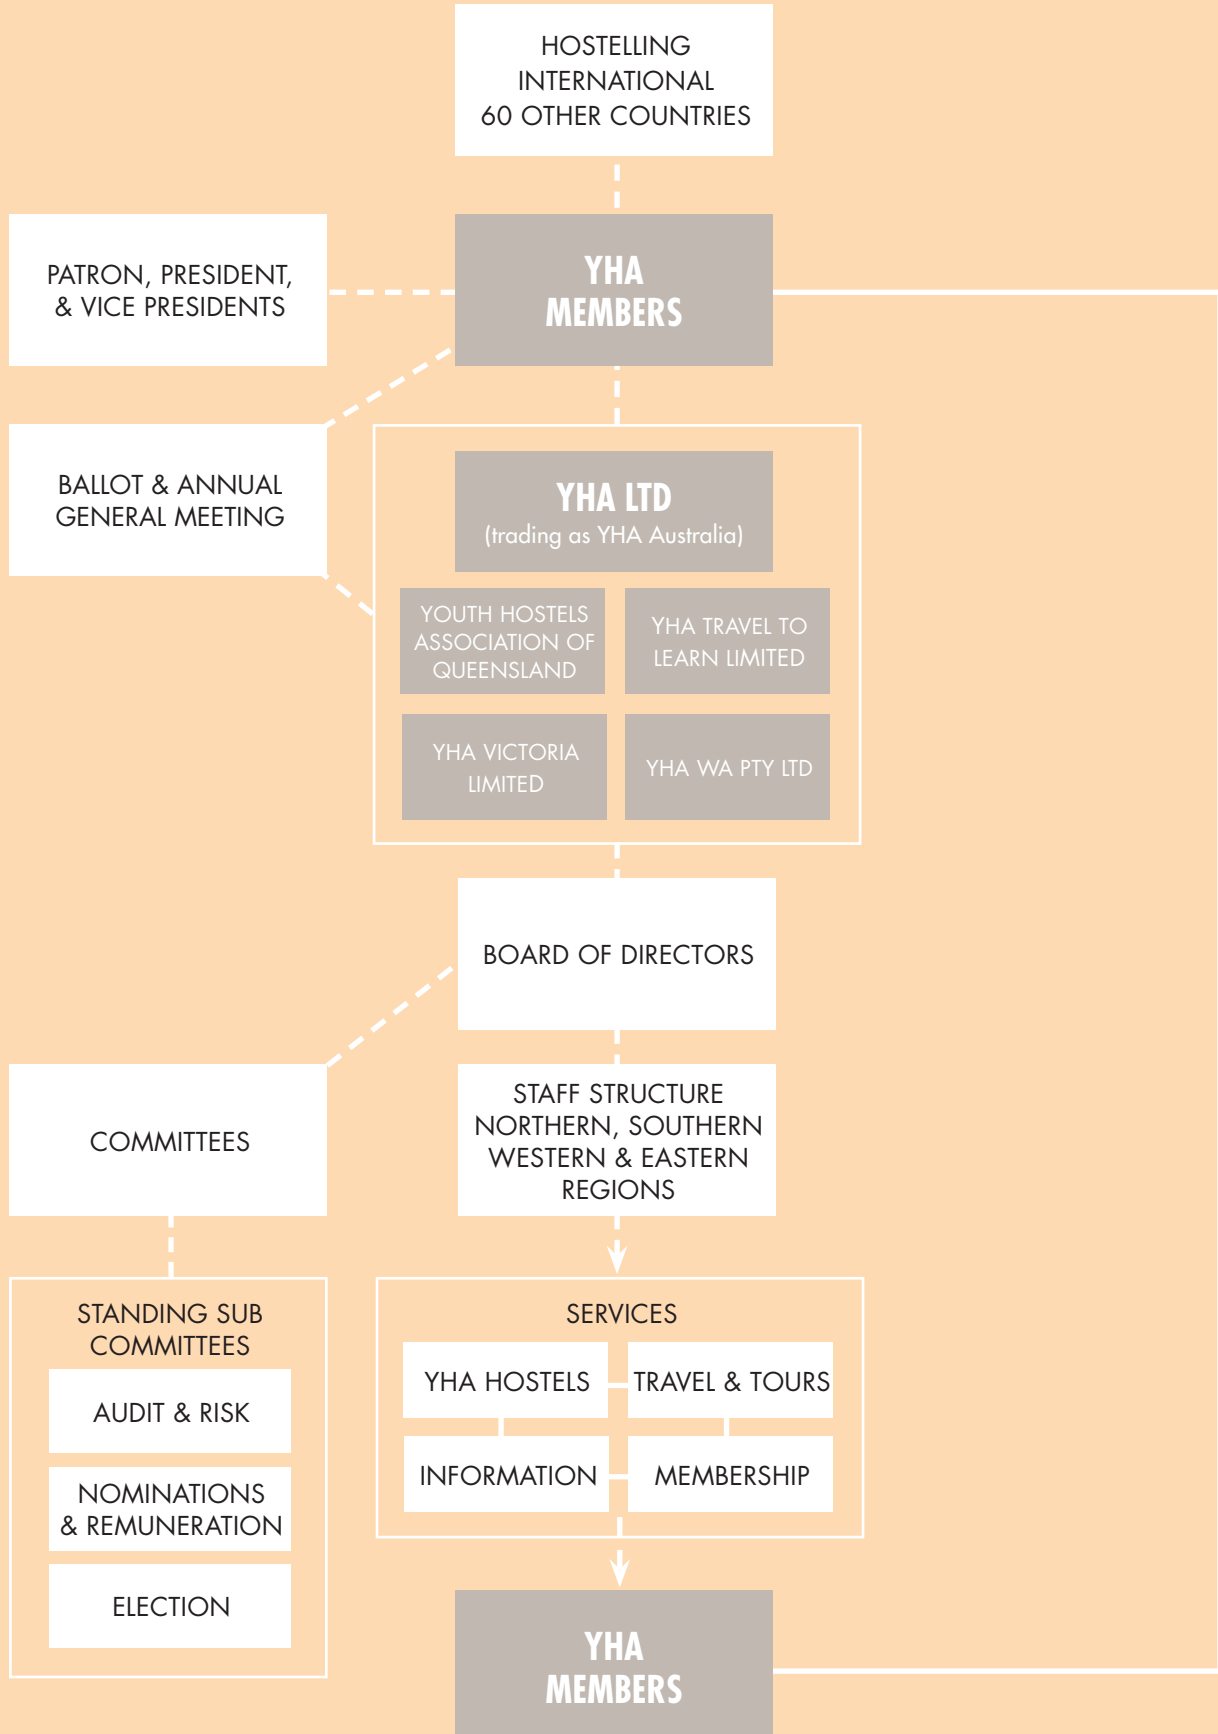 HOSTELLING
INTERNATIONAL
60 OTHER COUNTRIES
PATRON, PRESIDENT,
& VICE PRESIDENTS
YHA
MEMBERS
BALLOT & ANNUAL
GENERAL MEETING
YHA LTD
(trading as YHA Australia)
YOUTH HOSTELS
ASSOCIATION OF
QUEENSLAND
YHA TRAVEL TO
LEARN LIMITED
YHA VICTORIA
LIMITED
YHA WA PTY LTD
BOARD OF DIRECTORS
COMMITTEES
STAFF STRUCTURE
NORTHERN, SOUTHERN
WESTERN & EASTERN
REGIONS
STANDING SUB
COMMITTEES
AUDIT & RISK
NOMINATIONS
& REMUNERATION
ELECTION
SERVICES
YHA HOSTELS
TRAVEL & TOURS
INFORMATION
MEMBERSHIP
YHA
MEMBERS